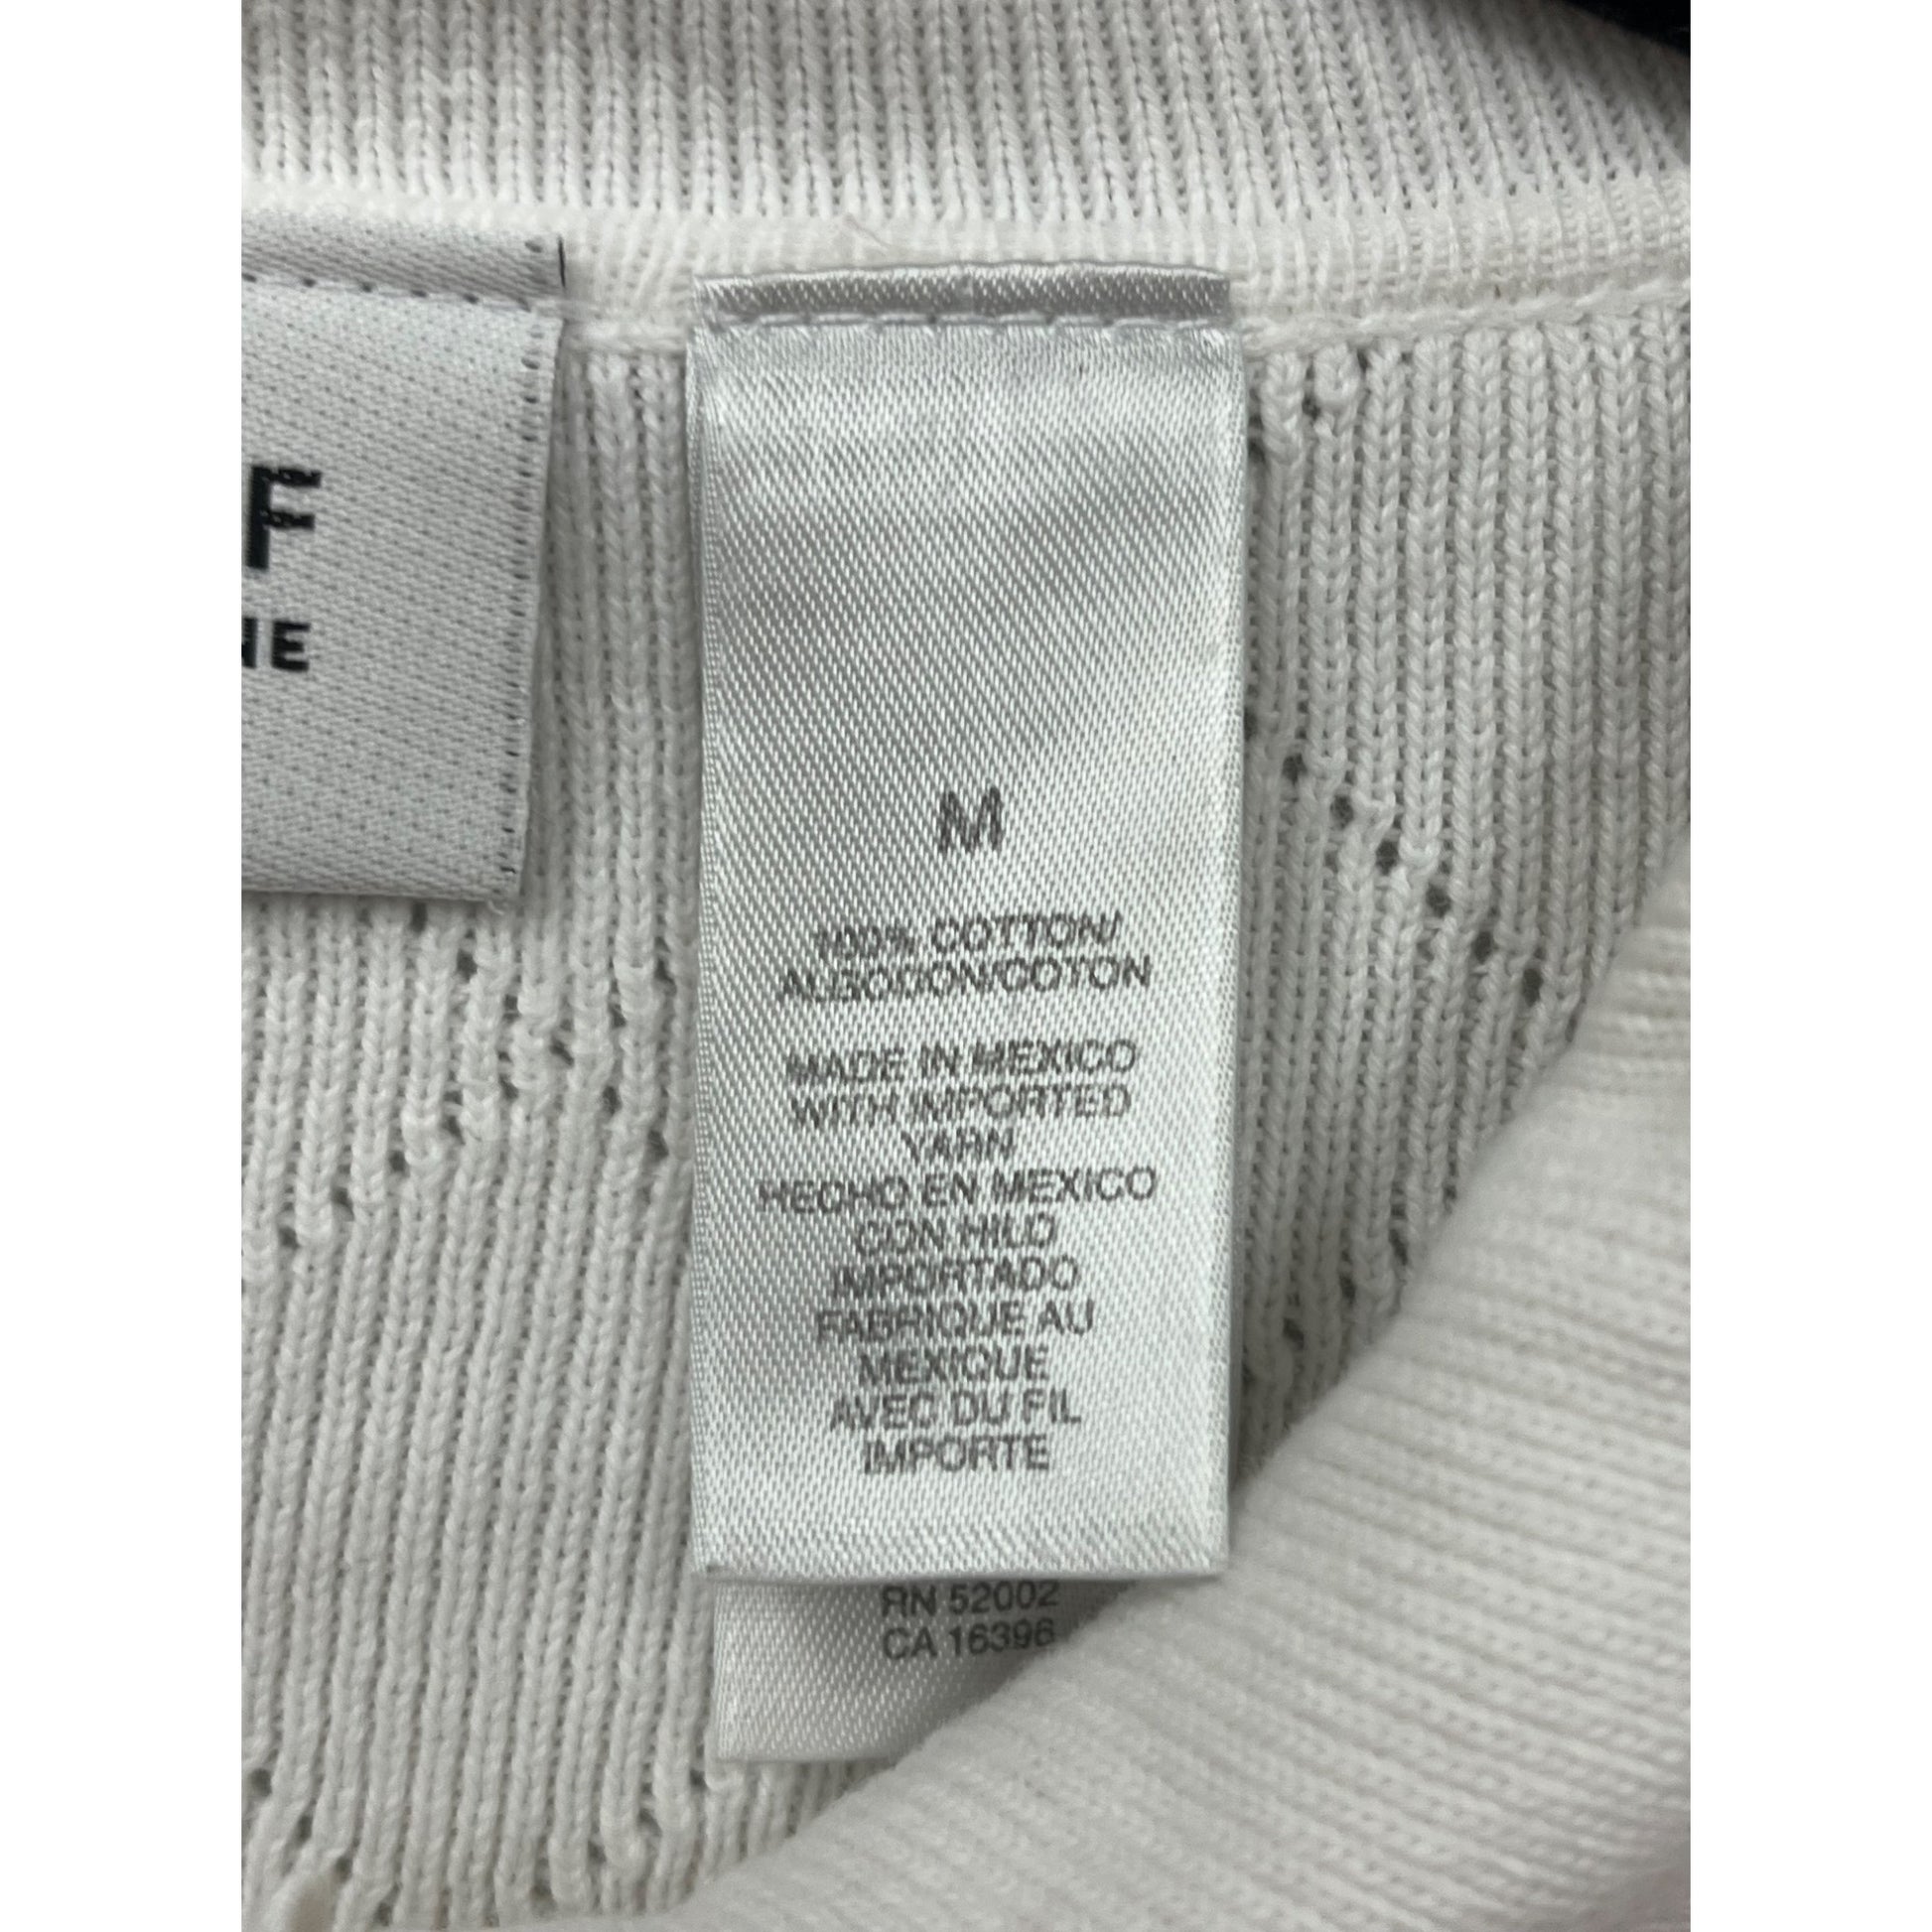 F
NE
M
100% COTTON/
ALGODON/COTON
MADE IN MEXICO
WITH IMPORTED
YARN
HECHO EN MEXICO
CON HILO
IMPORTADO
FABRIQUE AU
MEXIQUE
AVEC DU FIL
IMPORTE
RN 52002
CA 16396